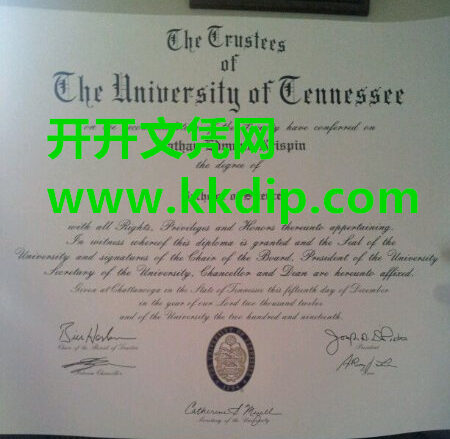 The Trustees
of
The University of Tennessee
have conferred on
开开文凭网
the degree of
www.kkdip.com
with all Rights, Privileges and Honors thereunto appertaining.
In witness whereof this diploma is granted and the Seal of the
University and signatures of the Chair of the Board, President of the University
Secretary of the University, Chancellor and Dean are hereunto affixed.
Given at Chattanooga in the State of Tennessee this fifteenth day of December
in the year of our Lord two thousand twelve
and of the University the two hundred and nineteenth.
Chair of the Board of Trustees
President
Chancellor
Catherine S. Mizell
Secretary of the University